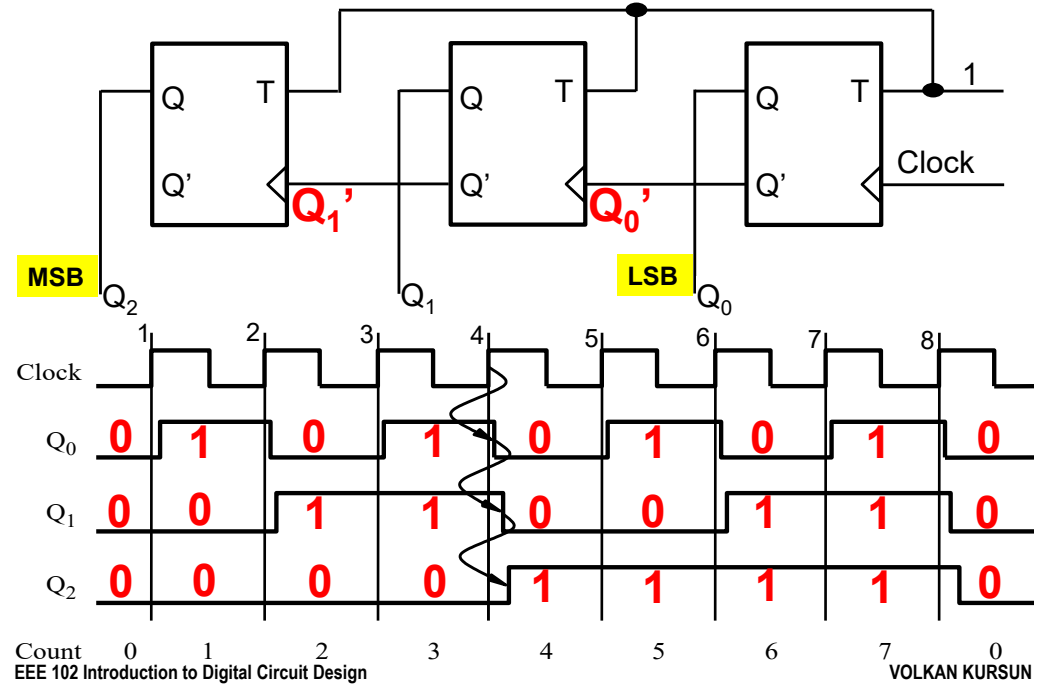 1
Q T Q T Q T
Clock
Q' Q' Q'
Q₁’ Q₀’
MSB LSB
Q₂ Q₁ Q₀
1 2 3 4 5 6 7 8
Clock
Q₀ 0 1 0 1 0 1 0 1 0
Q₁ 0 0 1 1 0 0 1 1 0
Q₂ 0 0 0 0 1 1 1 1 0
Count 0 1 2 3 4 5 6 7 0
EEE 102 Introduction to Digital Circuit Design VOLKAN KURSUN